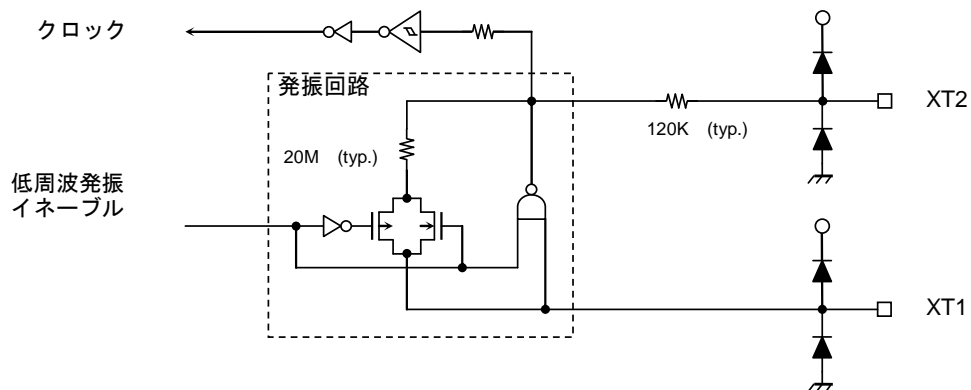 クロック
発振回路
XT2
120K (typ.)
20M (typ.)
低周波発振
イネーブル
XT1